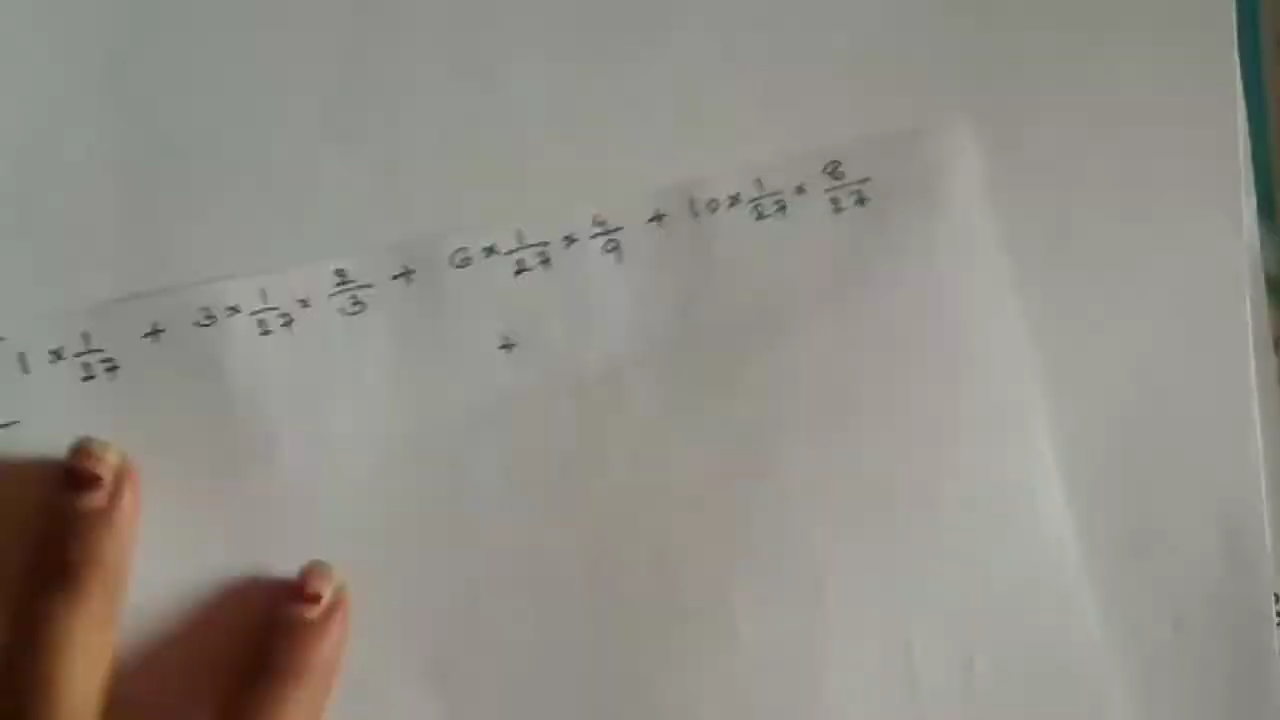 1 × 1/27 + 3 × 1/27 × 2/3 + 6 × 1/27 × 4/9 + 10 × 1/27 × 8/27
+